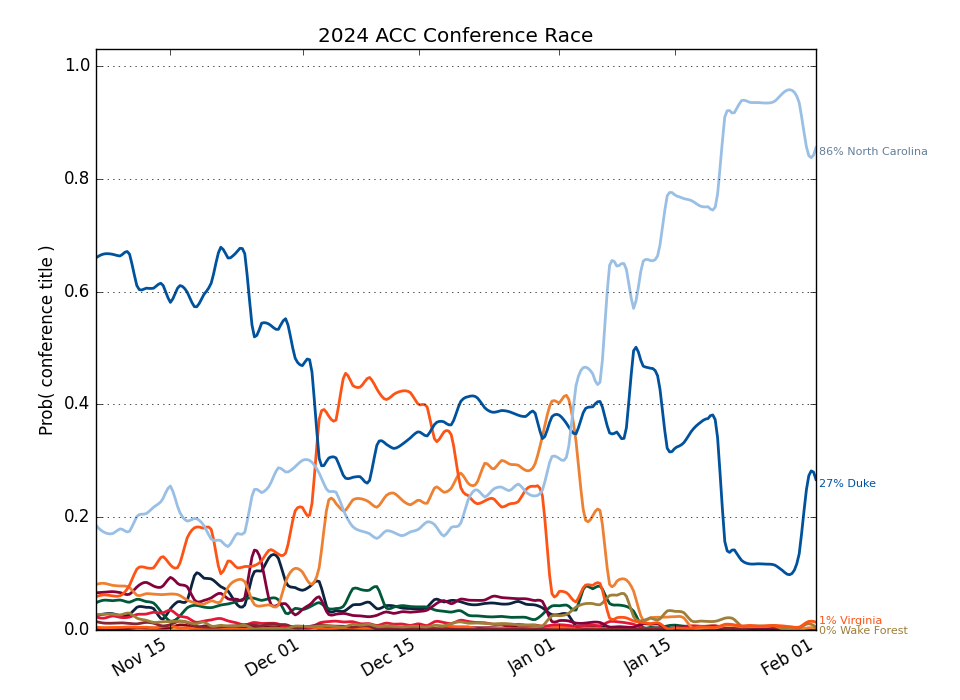 2024 ACC Conference Race
Prob( conference title )
1.0
0.8
0.6
0.4
0.2
0.0
86% North Carolina
27% Duke
1% Virginia
0% Wake Forest
Nov 15
Dec 01
Dec 15
Jan 01
Jan 15
Feb 01